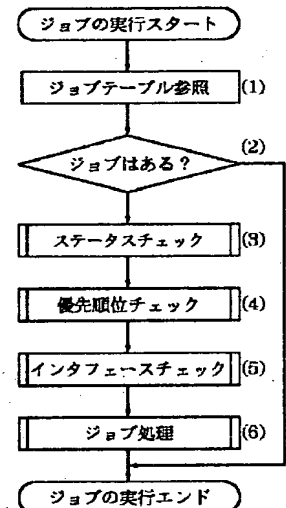 ジョブの実行スタート
ジョブテーブル参照 (1)
(2)
ジョブはある?
ステータスチェック (3)
優先順位チェック (4)
インタフェースチェック (5)
ジョブ処理 (6)
ジョブの実行エンド